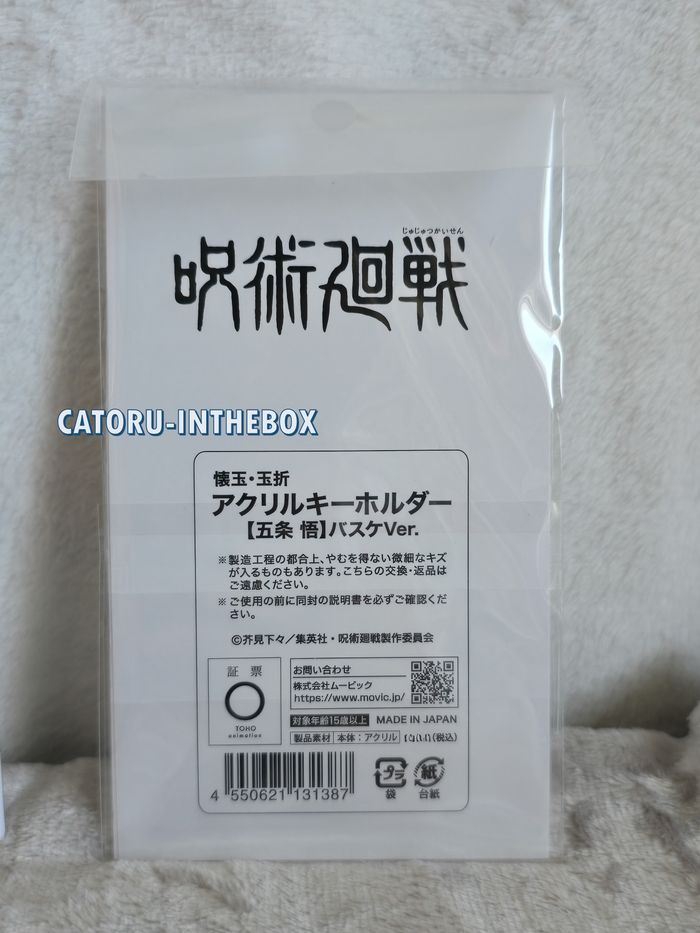 じゅじゅつかいせん
呪術廻戦
CATORU-INTHEBOX
懐玉・玉折
アクリルキーホルダー
【五条 悟】バスケVer.
※製造工程の都合上、やむを得ない微細なキズ
が入るものもあります。こちらの交換・返品は
ご遠慮ください。
※ご使用の前に同封の説明書を必ずご確認くだ
さい。
©芥見下々／集英社・呪術廻戦製作委員会
証票
TOHO
animation
お問い合わせ
株式会社ムービック
https://www.movic.jp/
対象年齢15歳以上 MADE IN JAPAN
製品素材 本体：アクリル (税込)
4 550621 131387
プラ
袋
紙
台紙